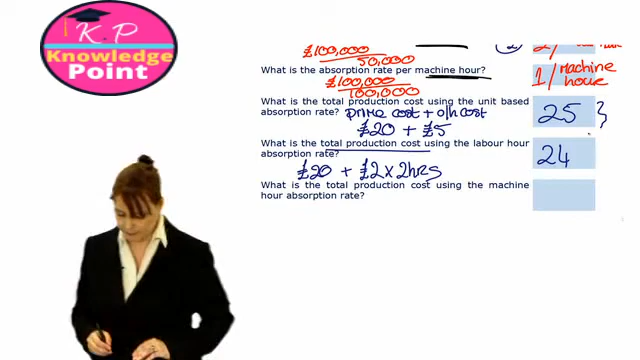 K.P
Knowledge
Point
£100,000
50,000
What is the absorption rate per machine hour?
1/machine
hour
£100,000
100,000
What is the total production cost using the unit based
absorption rate? prime cost + o/h cost
£20 + £5
25
What is the total production cost using the labour hour
absorption rate?
24
£20 + £2 x 2hrs
What is the total production cost using the machine
hour absorption rate?